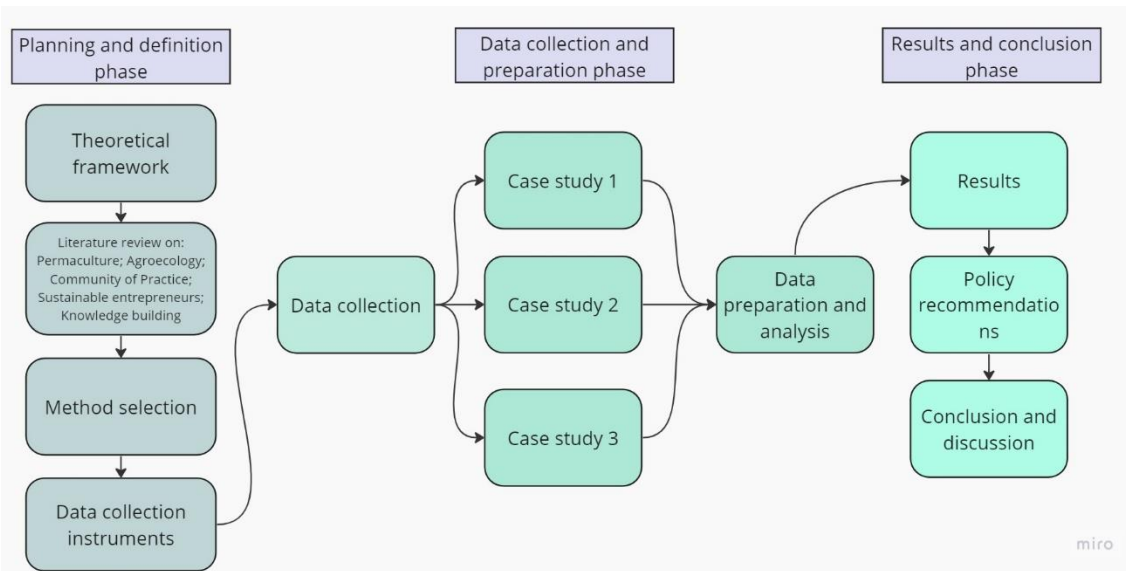 Planning and definition
phase
Theoretical
framework
Literature review on:
Permaculture; Agroecology;
Community of Practice;
Sustainable entrepreneurs;
Knowledge building
Method selection
Data collection
instruments
Data collection and
preparation phase
Data collection
Case study 1
Case study 2
Case study 3
Data
preparation and
analysis
Results and conclusion
phase
Results
Policy
recommendatio
ns
Conclusion and
discussion
miro